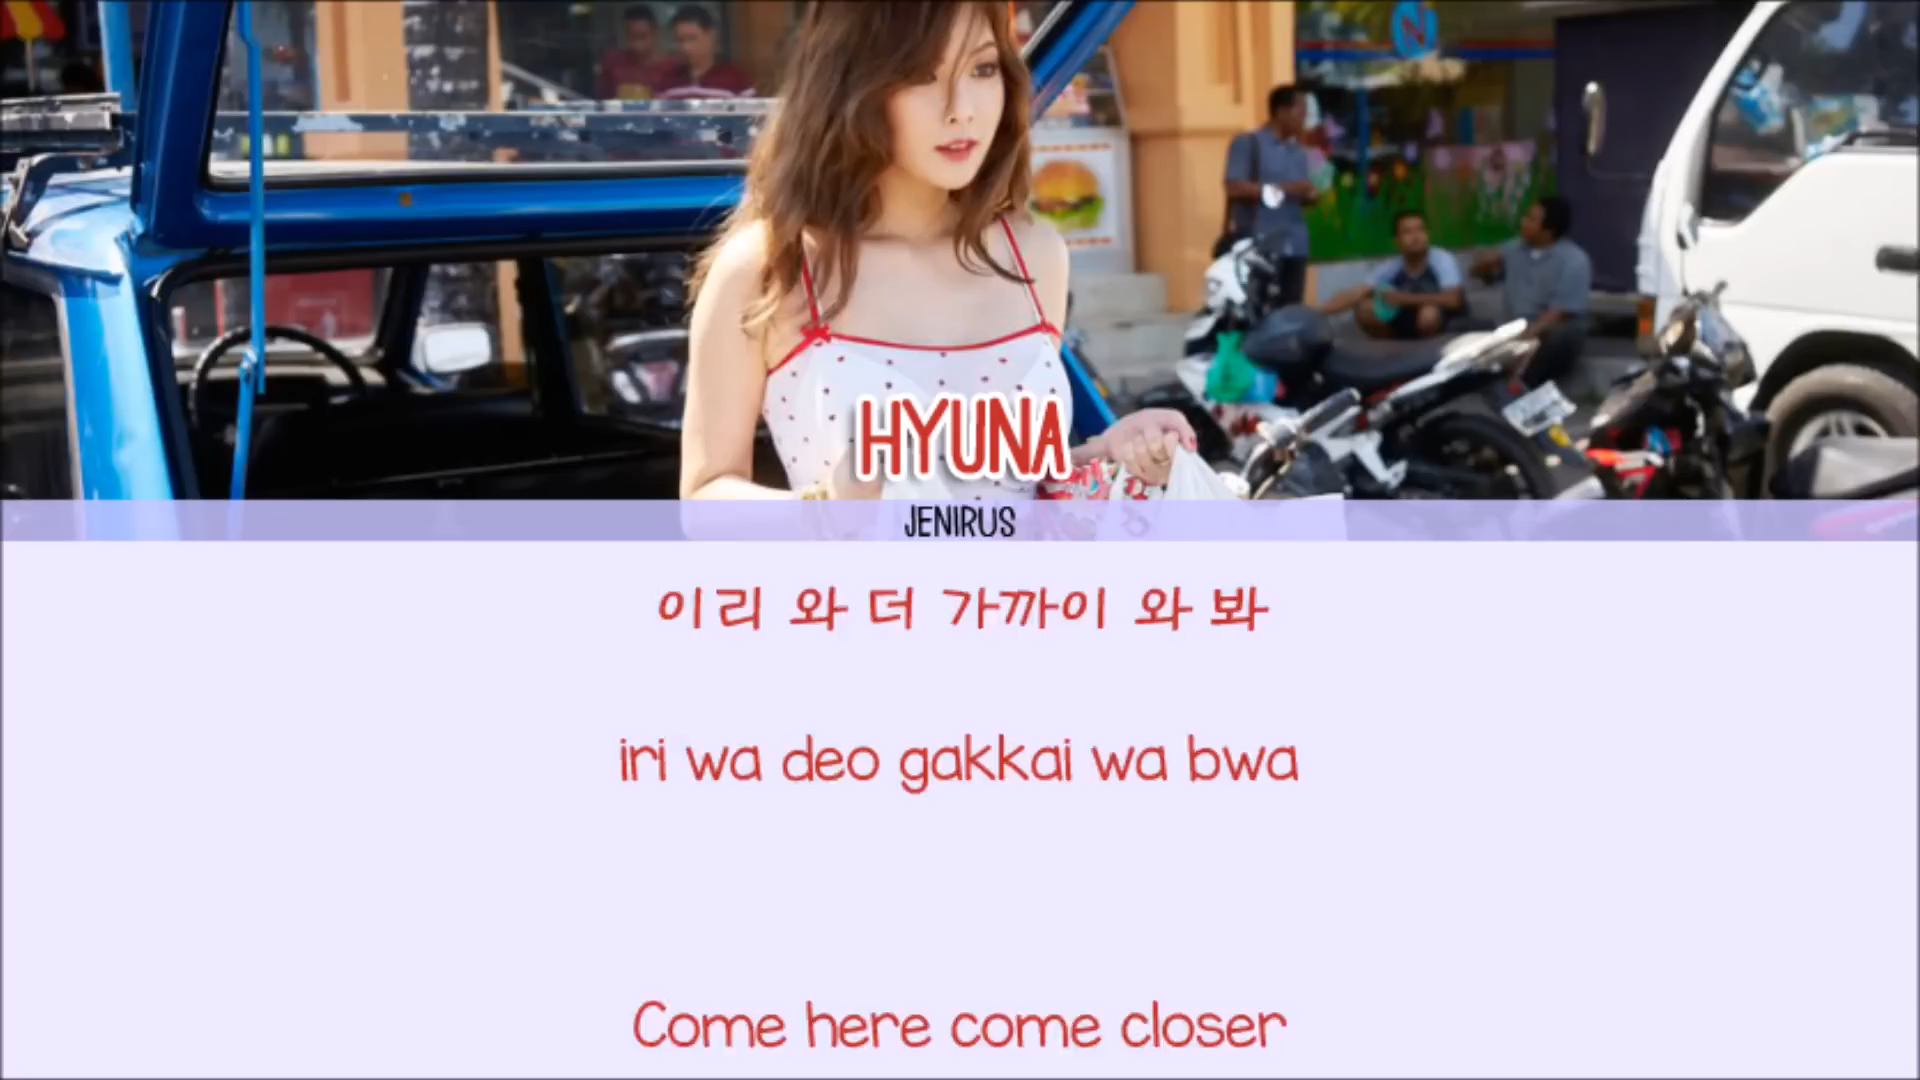 HYUNA
JENIRUS
이리 와 더 가까이 와 봐
iri wa deo gakkai wa bwa
Come here come closer